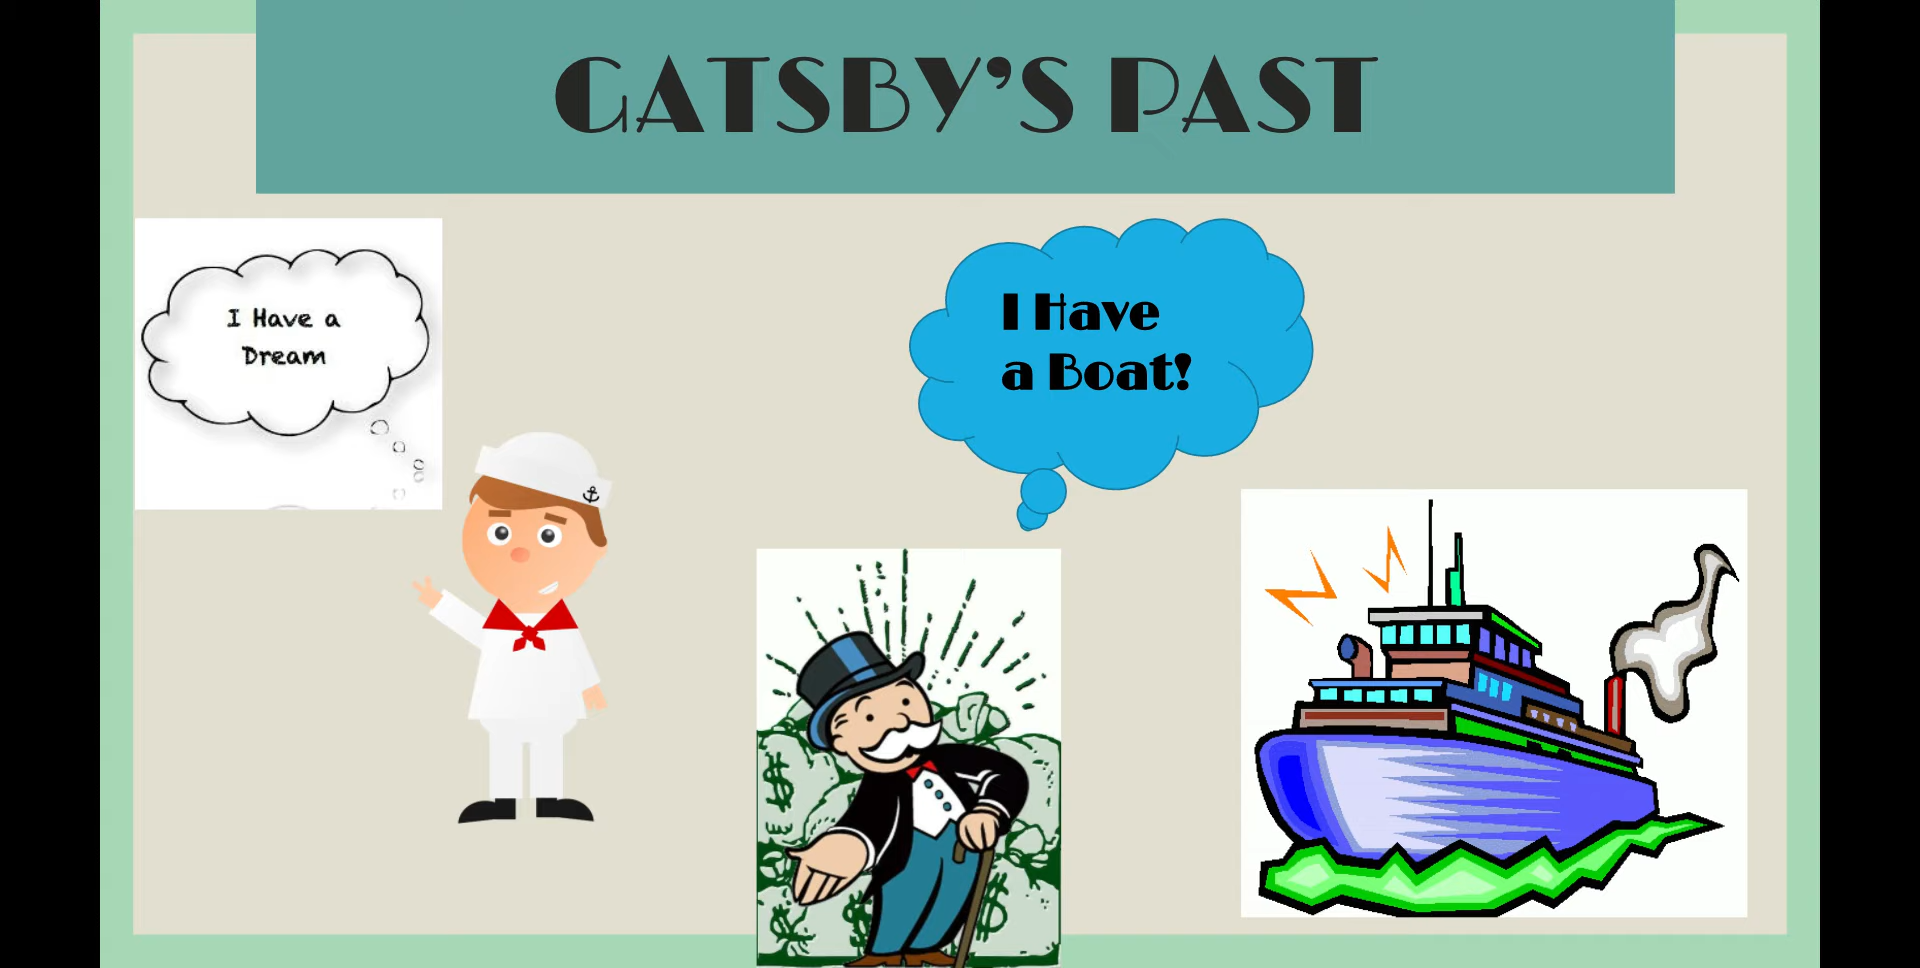 GATSBY’S PAST
I Have a
Dream
I Have
a Boat!
$
$
$
$